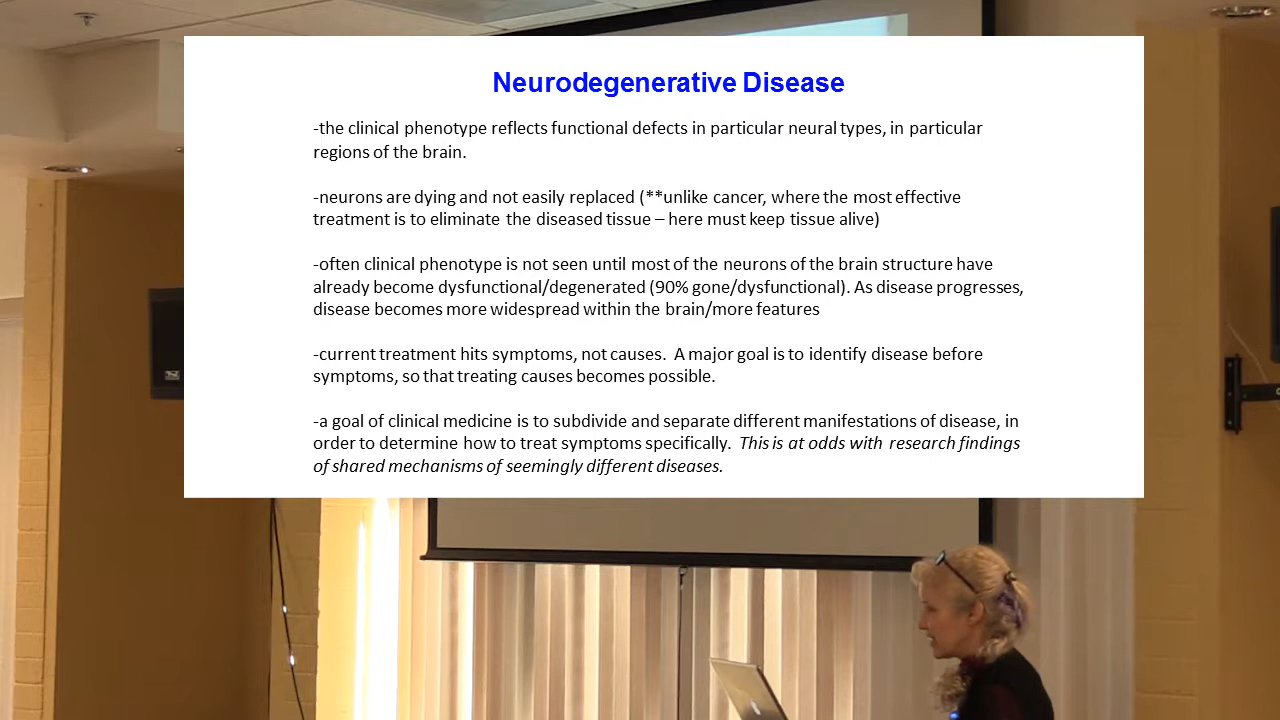 Neurodegenerative Disease
-the clinical phenotype reflects functional defects in particular neural types, in particular
regions of the brain.
-neurons are dying and not easily replaced (**unlike cancer, where the most effective
treatment is to eliminate the diseased tissue – here must keep tissue alive)
-often clinical phenotype is not seen until most of the neurons of the brain structure have
already become dysfunctional/degenerated (90% gone/dysfunctional). As disease progresses,
disease becomes more widespread within the brain/more features
-current treatment hits symptoms, not causes. A major goal is to identify disease before
symptoms, so that treating causes becomes possible.
-a goal of clinical medicine is to subdivide and separate different manifestations of disease, in
order to determine how to treat symptoms specifically. This is at odds with research findings
of shared mechanisms of seemingly different diseases.